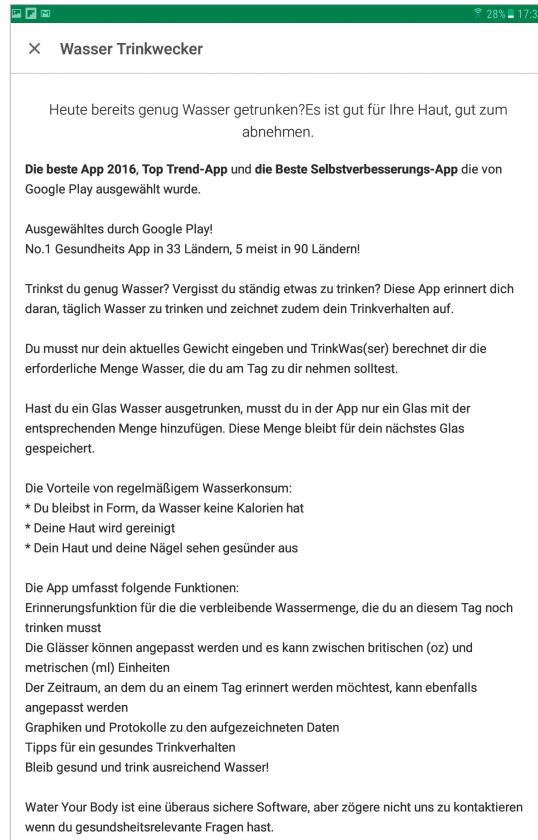 28% 17:3
× Wasser Trinkwecker
Heute bereits genug Wasser getrunken?Es ist gut für Ihre Haut, gut zum
abnehmen.
Die beste App 2016, Top Trend-App und die Beste Selbstverbesserungs-App die von
Google Play ausgewählt wurde.
Ausgewähltes durch Google Play!
No.1 Gesundheits App in 33 Ländern, 5 meist in 90 Ländern!
Trinkst du genug Wasser? Vergisst du ständig etwas zu trinken? Diese App erinnert dich
daran, täglich Wasser zu trinken und zeichnet zudem dein Trinkverhalten auf.
Du musst nur dein aktuelles Gewicht eingeben und TrinkWas(ser) berechnet dir die
erforderliche Menge Wasser, die du am Tag zu dir nehmen solltest.
Hast du ein Glas Wasser ausgetrunken, musst du in der App nur ein Glas mit der
entsprechenden Menge hinzufügen. Diese Menge bleibt für dein nächstes Glas
gespeichert.
Die Vorteile von regelmäßigem Wasserkonsum:
* Du bleibst in Form, da Wasser keine Kalorien hat
* Deine Haut wird gereinigt
* Dein Haut und deine Nägel sehen gesünder aus
Die App umfasst folgende Funktionen:
Erinnerungsfunktion für die die verbleibende Wassermenge, die du an diesem Tag noch
trinken musst
Die Glässer können angepasst werden und es kann zwischen britischen (oz) und
metrischen (ml) Einheiten
Der Zeitraum, an dem du an einem Tag erinnert werden möchtest, kann ebenfalls
angepasst werden
Graphiken und Protokolle zu den aufgezeichneten Daten
Tipps für ein gesundes Trinkverhalten
Bleib gesund und trink ausreichend Wasser!
Water Your Body ist eine überaus sichere Software, aber zögere nicht uns zu kontaktieren
wenn du gesundsheitsrelevante Fragen hast.